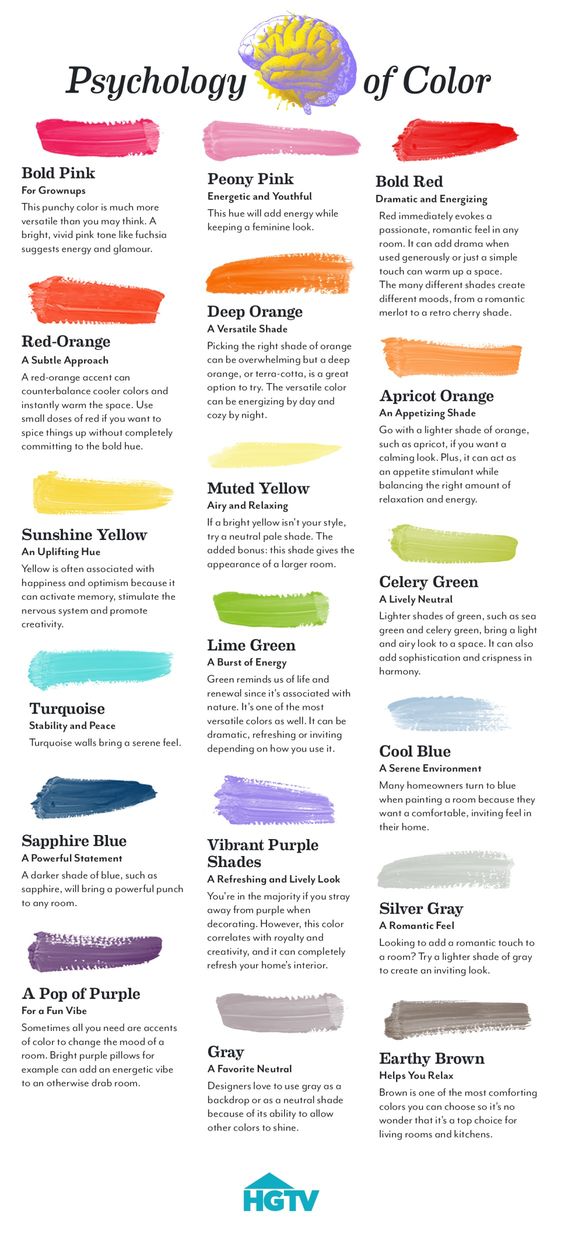 Psychology of Color
Bold Pink
For Grownups
This punchy color is much more
versatile than you may think. A
bright, vivid pink tone like fuchsia
suggests energy and glamour.
Red-Orange
A Subtle Approach
A red-orange accent can
counterbalance cooler colors and
instantly warm the space. Use
small doses of red if you want to
spice things up without completely
committing to the bold hue.
Sunshine Yellow
An Uplifting Hue
Yellow is often associated with
happiness and optimism because it
can activate memory, stimulate the
nervous system and promote
creativity.
Turquoise
Stability and Peace
Turquoise walls bring a serene feel.
Sapphire Blue
A Powerful Statement
A darker shade of blue, such as
sapphire, will bring a powerful punch
to any room.
A Pop of Purple
For a Fun Vibe
Sometimes all you need are accents
of color to change the mood of a
room. Bright purple pillows for
example can add an energetic vibe
to an otherwise drab room.
Peony Pink
Energetic and Youthful
This hue will add energy while
keeping a feminine look.
Deep Orange
A Versatile Shade
Picking the right shade of orange
can be overwhelming but a deep
orange, or terra-cotta, is a great
option to try. The versatile color
can be energizing by day and
cozy by night.
Muted Yellow
Airy and Relaxing
If a bright yellow isn't your style,
try a neutral pale shade. The
added bonus: this shade gives the
appearance of a larger room.
Lime Green
A Burst of Energy
Green reminds us of life and
renewal since it's associated with
nature. It's one of the most
versatile colors as well. It can be
dramatic, refreshing or inviting
depending on how you use it.
Vibrant Purple
Shades
A Refreshing and Lively Look
You're in the majority if you stray
away from purple when
decorating. However, this color
correlates with royalty and
creativity, and it can completely
refresh your home's interior.
Gray
A Favorite Neutral
Designers love to use gray as a
backdrop or as a neutral shade
because of its ability to allow
other colors to shine.
Bold Red
Dramatic and Energizing
Red immediately evokes a
passionate, romantic feel in any
room. It can add drama when
used generously or just a simple
touch can warm up a space.
The many different shades create
different moods, from a romantic
merlot to a retro cherry shade.
Apricot Orange
An Appetizing Shade
Go with a lighter shade of orange,
such as apricot, if you want a
calming look. Plus, it can act as
an appetite stimulant while
balancing the right amount of
relaxation and energy.
Celery Green
A Lively Neutral
Lighter shades of green, such as sea
green and celery green, bring a light
and airy look to a space. It can also
add sophistication and crispness in
harmony.
Cool Blue
A Serene Environment
Many homeowners turn to blue
when painting a room because they
want a comfortable, inviting feel in
their home.
Silver Gray
A Romantic Feel
Looking to add a romantic touch to
a room? Try a lighter shade of gray
to create an inviting look.
Earthy Brown
Helps You Relax
Brown is one of the most comforting
colors you can choose so it's no
wonder that it's a top choice for
living rooms and kitchens.
HGTV